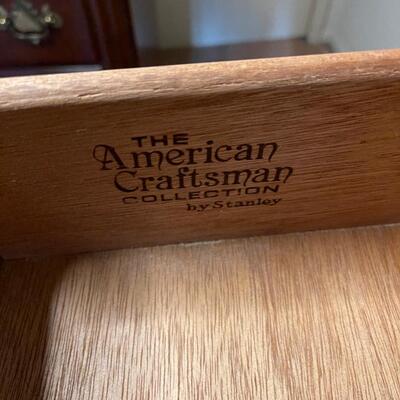 THE
American
Craftsman
COLLECTION
by Stanley